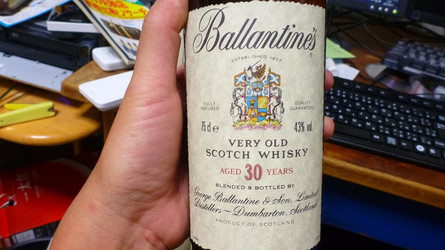 Ballantine's
ESTABLISHED 1827
FULLY
MATURED
QUALITY
GUARANTEED
75 cl e
43% vol
VERY OLD
SCOTCH WHISKY
AGED 30 YEARS
BLENDED & BOTTLED BY
George Ballantine & Son, Limited
Distillers – Dumbarton, Scotland
PRODUCT OF SCOTLAND